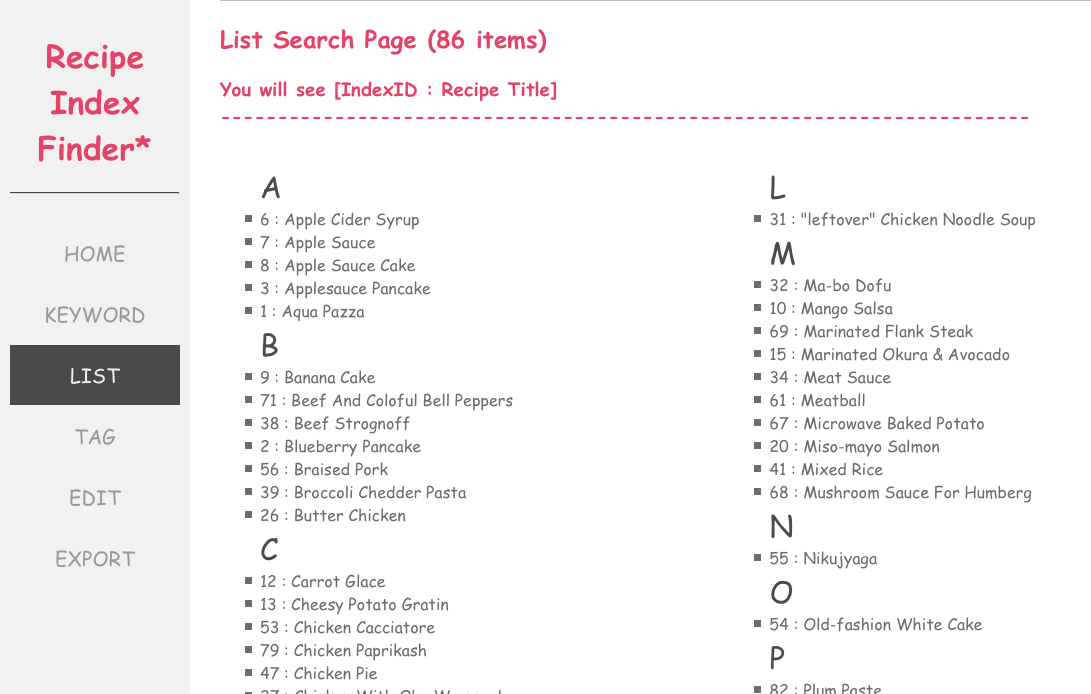 Recipe
Index
Finder*
HOME
KEYWORD
LIST
TAG
EDIT
EXPORT
List Search Page (86 items)
You will see [IndexID : Recipe Title]
A
6 : Apple Cider Syrup
7 : Apple Sauce
8 : Apple Sauce Cake
3 : Applesauce Pancake
1 : Aqua Pazza
B
9 : Banana Cake
71 : Beef And Coloful Bell Peppers
38 : Beef Strognoff
2 : Blueberry Pancake
56 : Braised Pork
39 : Broccoli Chedder Pasta
26 : Butter Chicken
C
12 : Carrot Glace
13 : Cheesy Potato Gratin
53 : Chicken Cacciatore
79 : Chicken Paprikash
47 : Chicken Pie
L
31 : "leftover" Chicken Noodle Soup
M
32 : Ma-bo Dofu
10 : Mango Salsa
69 : Marinated Flank Steak
15 : Marinated Okura & Avocado
34 : Meat Sauce
61 : Meatball
67 : Microwave Baked Potato
20 : Miso-mayo Salmon
41 : Mixed Rice
68 : Mushroom Sauce For Humberg
N
55 : Nikujyaga
O
54 : Old-fashion White Cake
P
82 : Plum Paste